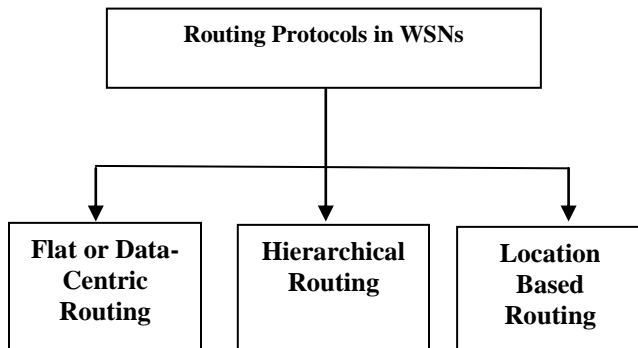 Routing Protocols in WSNs
Flat or Data-
Centric
Routing
Hierarchical
Routing
Location
Based
Routing